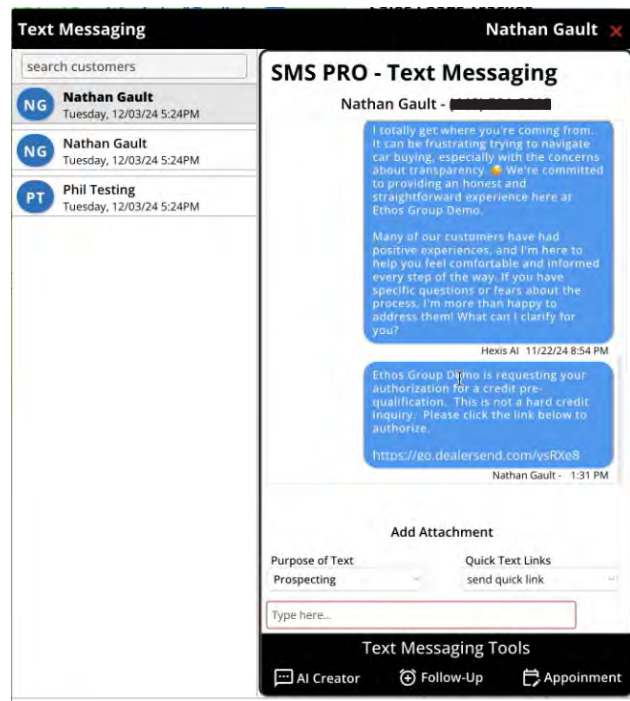 Text Messaging
Nathan Gault
search customers
NG
Nathan Gault
Tuesday, 12/03/24 5:24PM
NG
Nathan Gault
Tuesday, 12/03/24 5:24PM
PT
Phil Testing
Tuesday, 12/03/24 5:24PM
SMS PRO - Text Messaging
Nathan Gault -
I totally get where you're coming from.
It can be frustrating trying to navigate
car buying, especially with the concerns
about transparency. 😊 We're committed
to providing an honest and
straightforward experience here at
Ethos Group Demo.
Many of our customers have had
positive experiences, and I'm here to
help you feel comfortable and informed
every step of the way. If you have
specific questions or fears about the
process, I'm more than happy to
address them! What can I clarify for
you?
Hexis AI 11/22/24 8:54 PM
Ethos Group Demo is requesting your
authorization for a credit pre-
qualification. This is not a hard credit
inquiry. Please click the link below to
authorize.
https://go.dealersend.com/ysRXe8
Nathan Gault - 1:31 PM
Add Attachment
Purpose of Text
Quick Text Links
Prospecting
send quick link
Type here...
Text Messaging Tools
AI Creator
Follow-Up
Appoinment